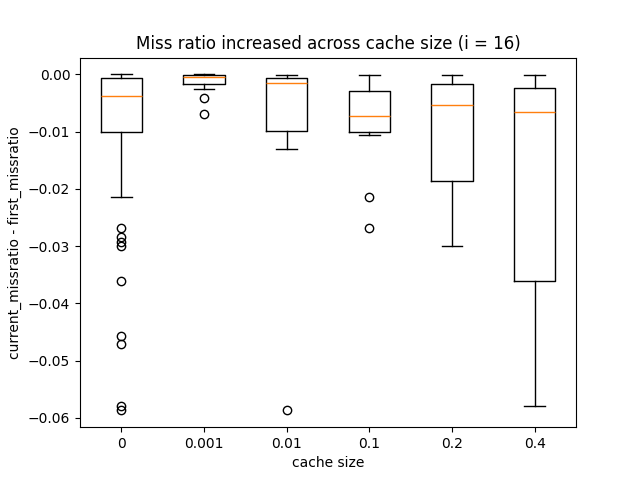 Miss ratio increased across cache size (i = 16)
current_missratio - first_missratio
0.00
−0.01
−0.02
−0.03
−0.04
−0.05
−0.06
0 0.001 0.01 0.1 0.2 0.4
cache size